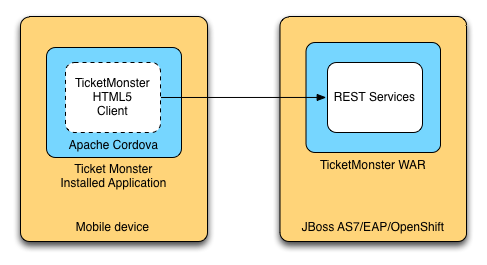 TicketMonster
HTML5
Client
Apache Cordova
Ticket Monster
Installed Application
Mobile device
REST Services
TicketMonster WAR
JBoss AS7/EAP/OpenShift